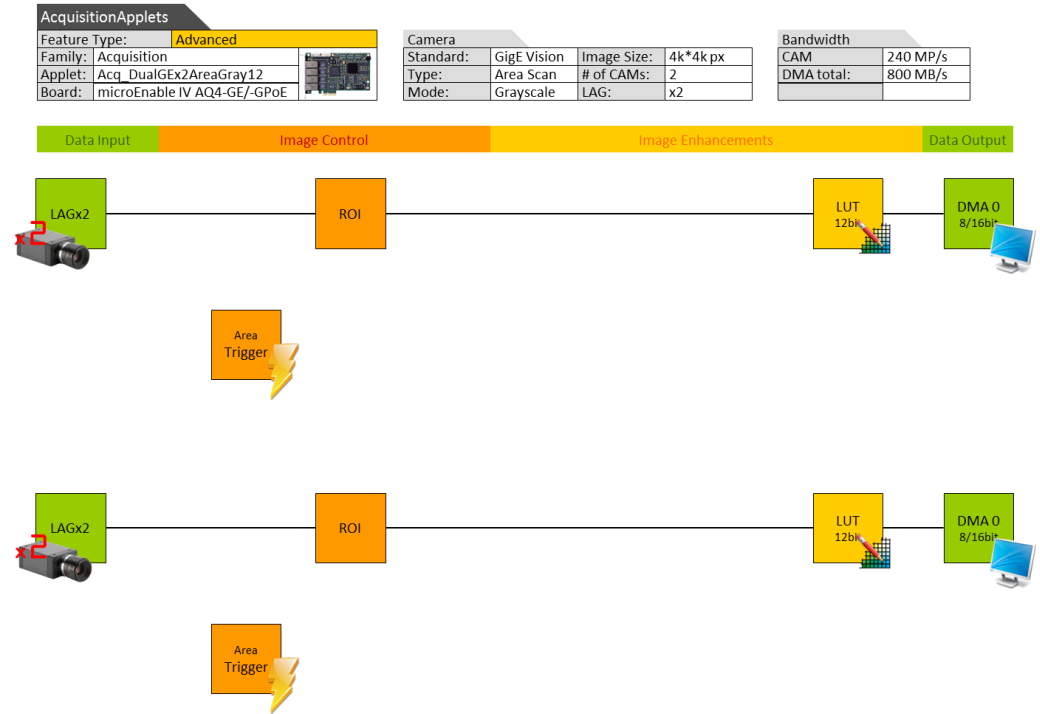 AcquisitionApplets
Feature Type: Advanced
Family: Acquisition
Applet: Acq_DualGEx2AreaGray12
Board: microEnable IV AQ4-GE/-GPoE
Camera
Standard: GigE Vision Image Size: 4k*4k px
Type: Area Scan # of CAMs: 2
Mode: Grayscale LAG: x2
Bandwidth
CAM 240 MP/s
DMA total: 800 MB/s
Data Input Image Control Image Enhancements Data Output
LAGx2
x2
ROI
LUT
12bit
DMA 0
8/16bit
Area
Trigger
LAGx2
x2
ROI
LUT
12bit
DMA 0
8/16bit
Area
Trigger